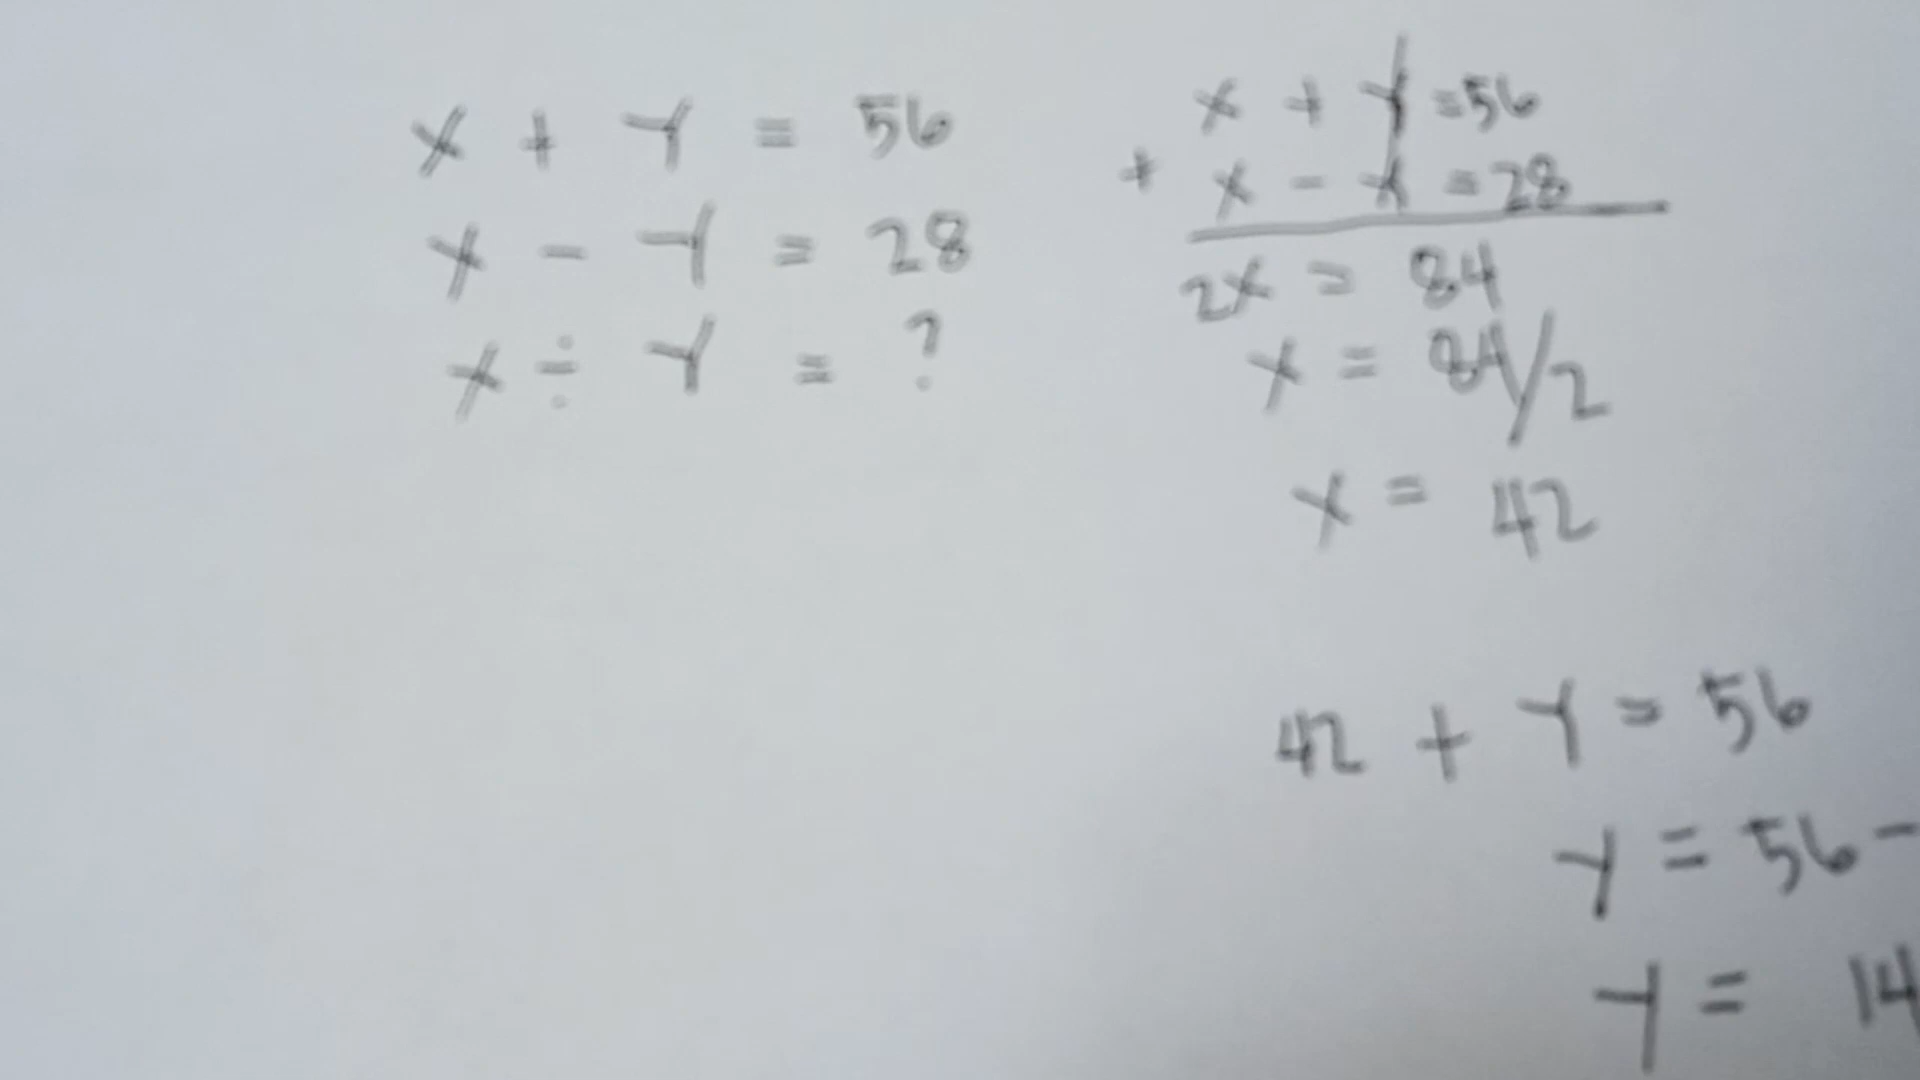 x + y = 56
x - y = 28
x ÷ y = ?
x + y = 56
+ x - y = 28
2x = 84
x = 84/2
x = 42
42 + y = 56
y = 56 -
y = 14